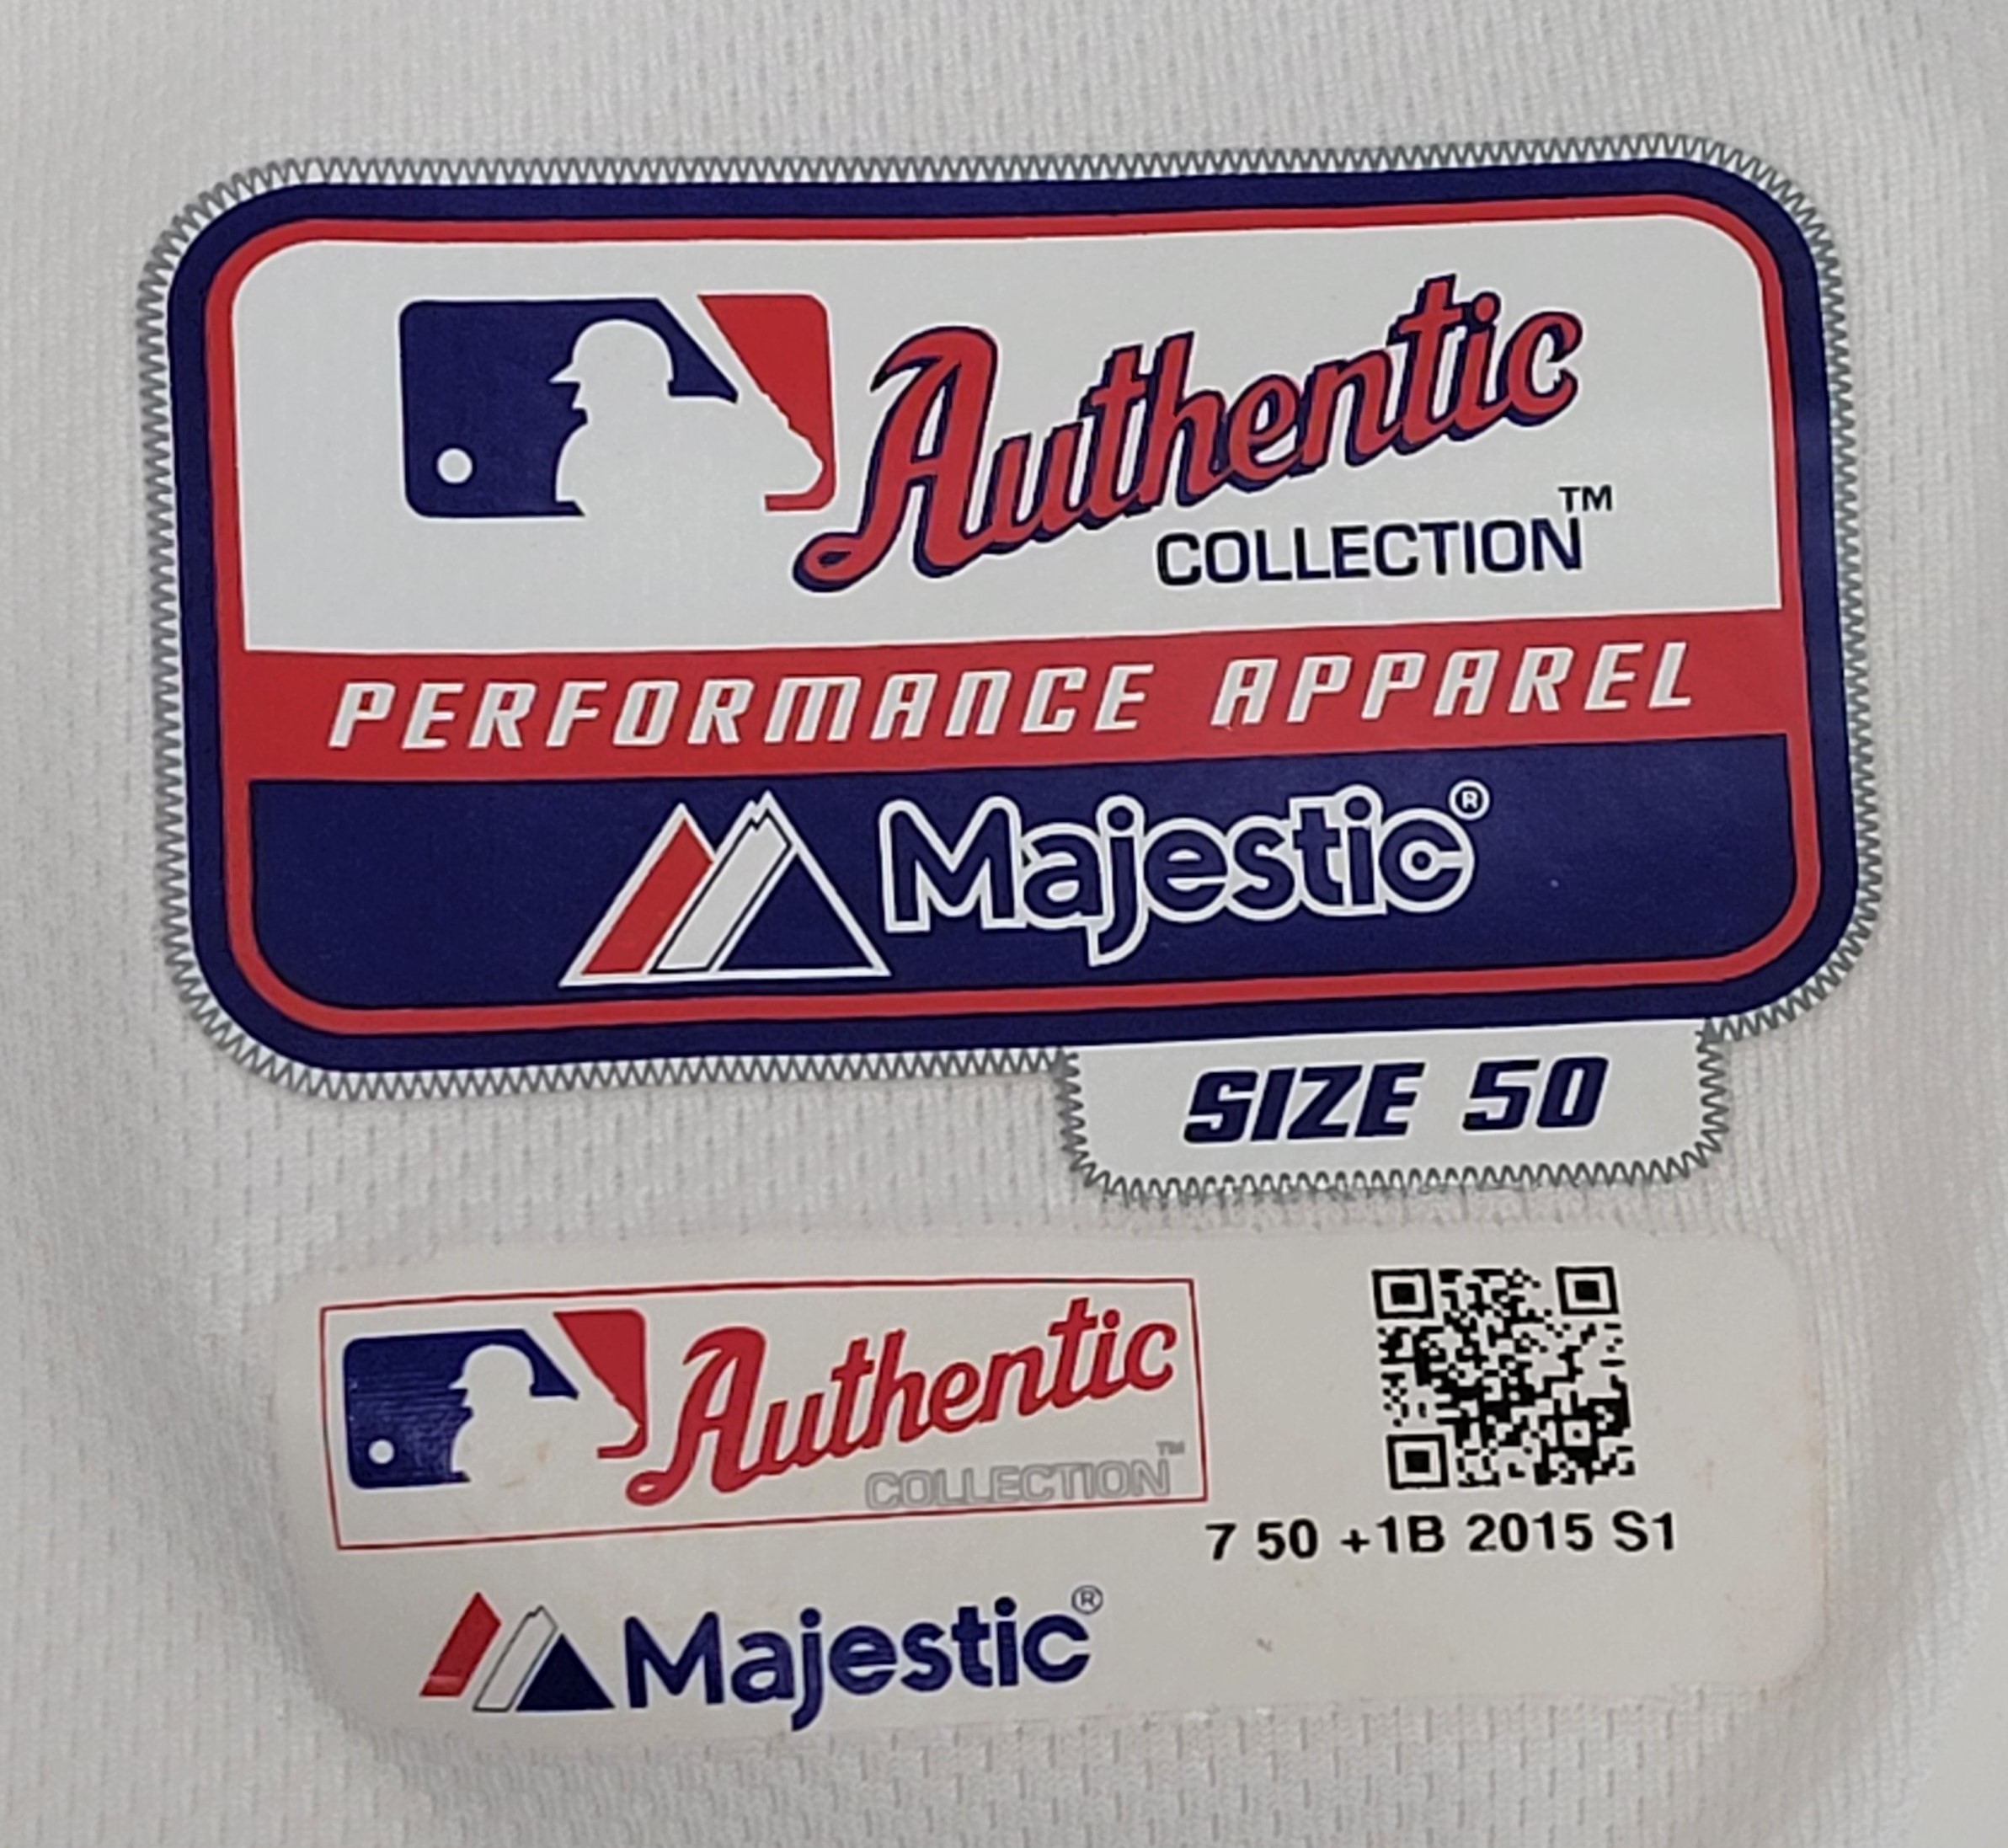 Authentic
COLLECTION™
PERFORMANCE APPAREL
Majestic®
SIZE 50
Authentic
COLLECTION™
7 50 +1B 2015 S1
Majestic®